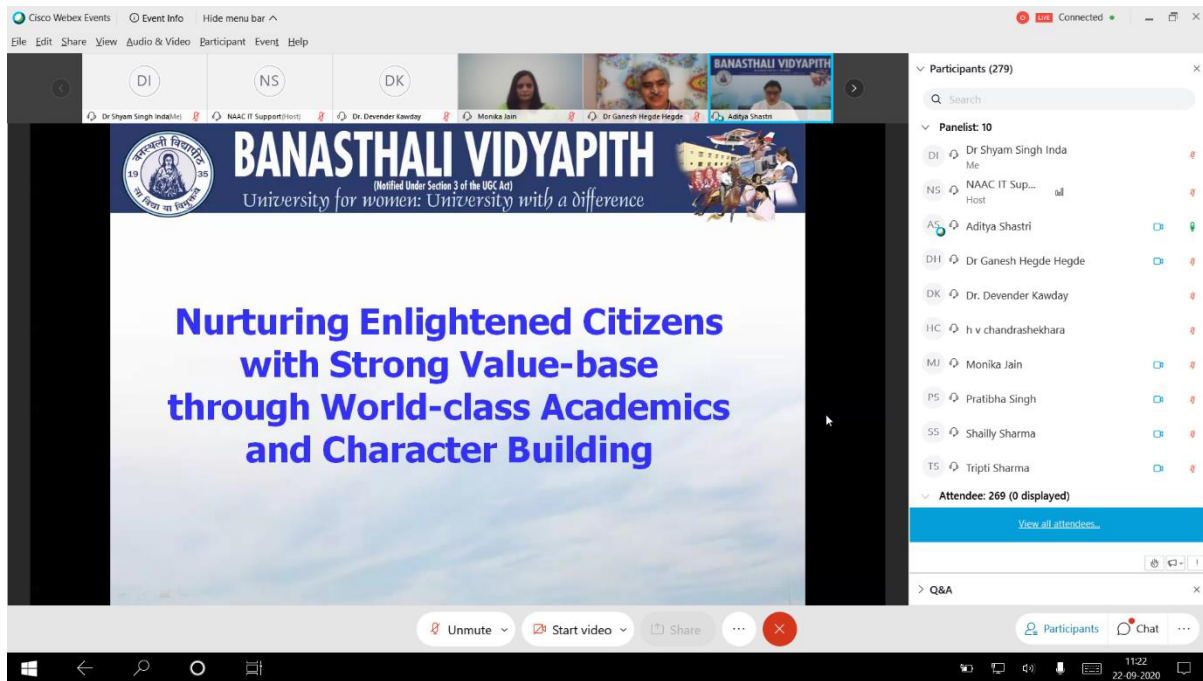 Cisco Webex Events
Event Info
Hide menu bar
LIVE Connected
File Edit Share View Audio & Video Participant Event Help
DI
NS
DK
BANASTHALI VIDYAPITH
Dr Shyam Singh Inda(Me)
NAAC IT Support(Host)
Dr. Devender Kawday
Monika Jain
Dr Ganesh Hegde Hegde
Aditya Shastri
19 35
BANASTHALI VIDYAPITH
(Notified Under Section 3 of the UGC Act)
University for women: University with a difference
Nurturing Enlightened Citizens
with Strong Value-base
through World-class Academics
and Character Building
Participants (279)
Search
Panelist: 10
DI Dr Shyam Singh Inda
Me
NS NAAC IT Sup...
Host
AS Aditya Shastri
DH Dr Ganesh Hegde Hegde
DK Dr. Devender Kawday
HC h v chandrashekhara
MJ Monika Jain
PS Pratibha Singh
SS Shailly Sharma
TS Tripti Sharma
Attendee: 269 (0 displayed)
View all attendees...
Q&A
Unmute
Start video
Share
Participants
Chat
11:22
22-09-2020